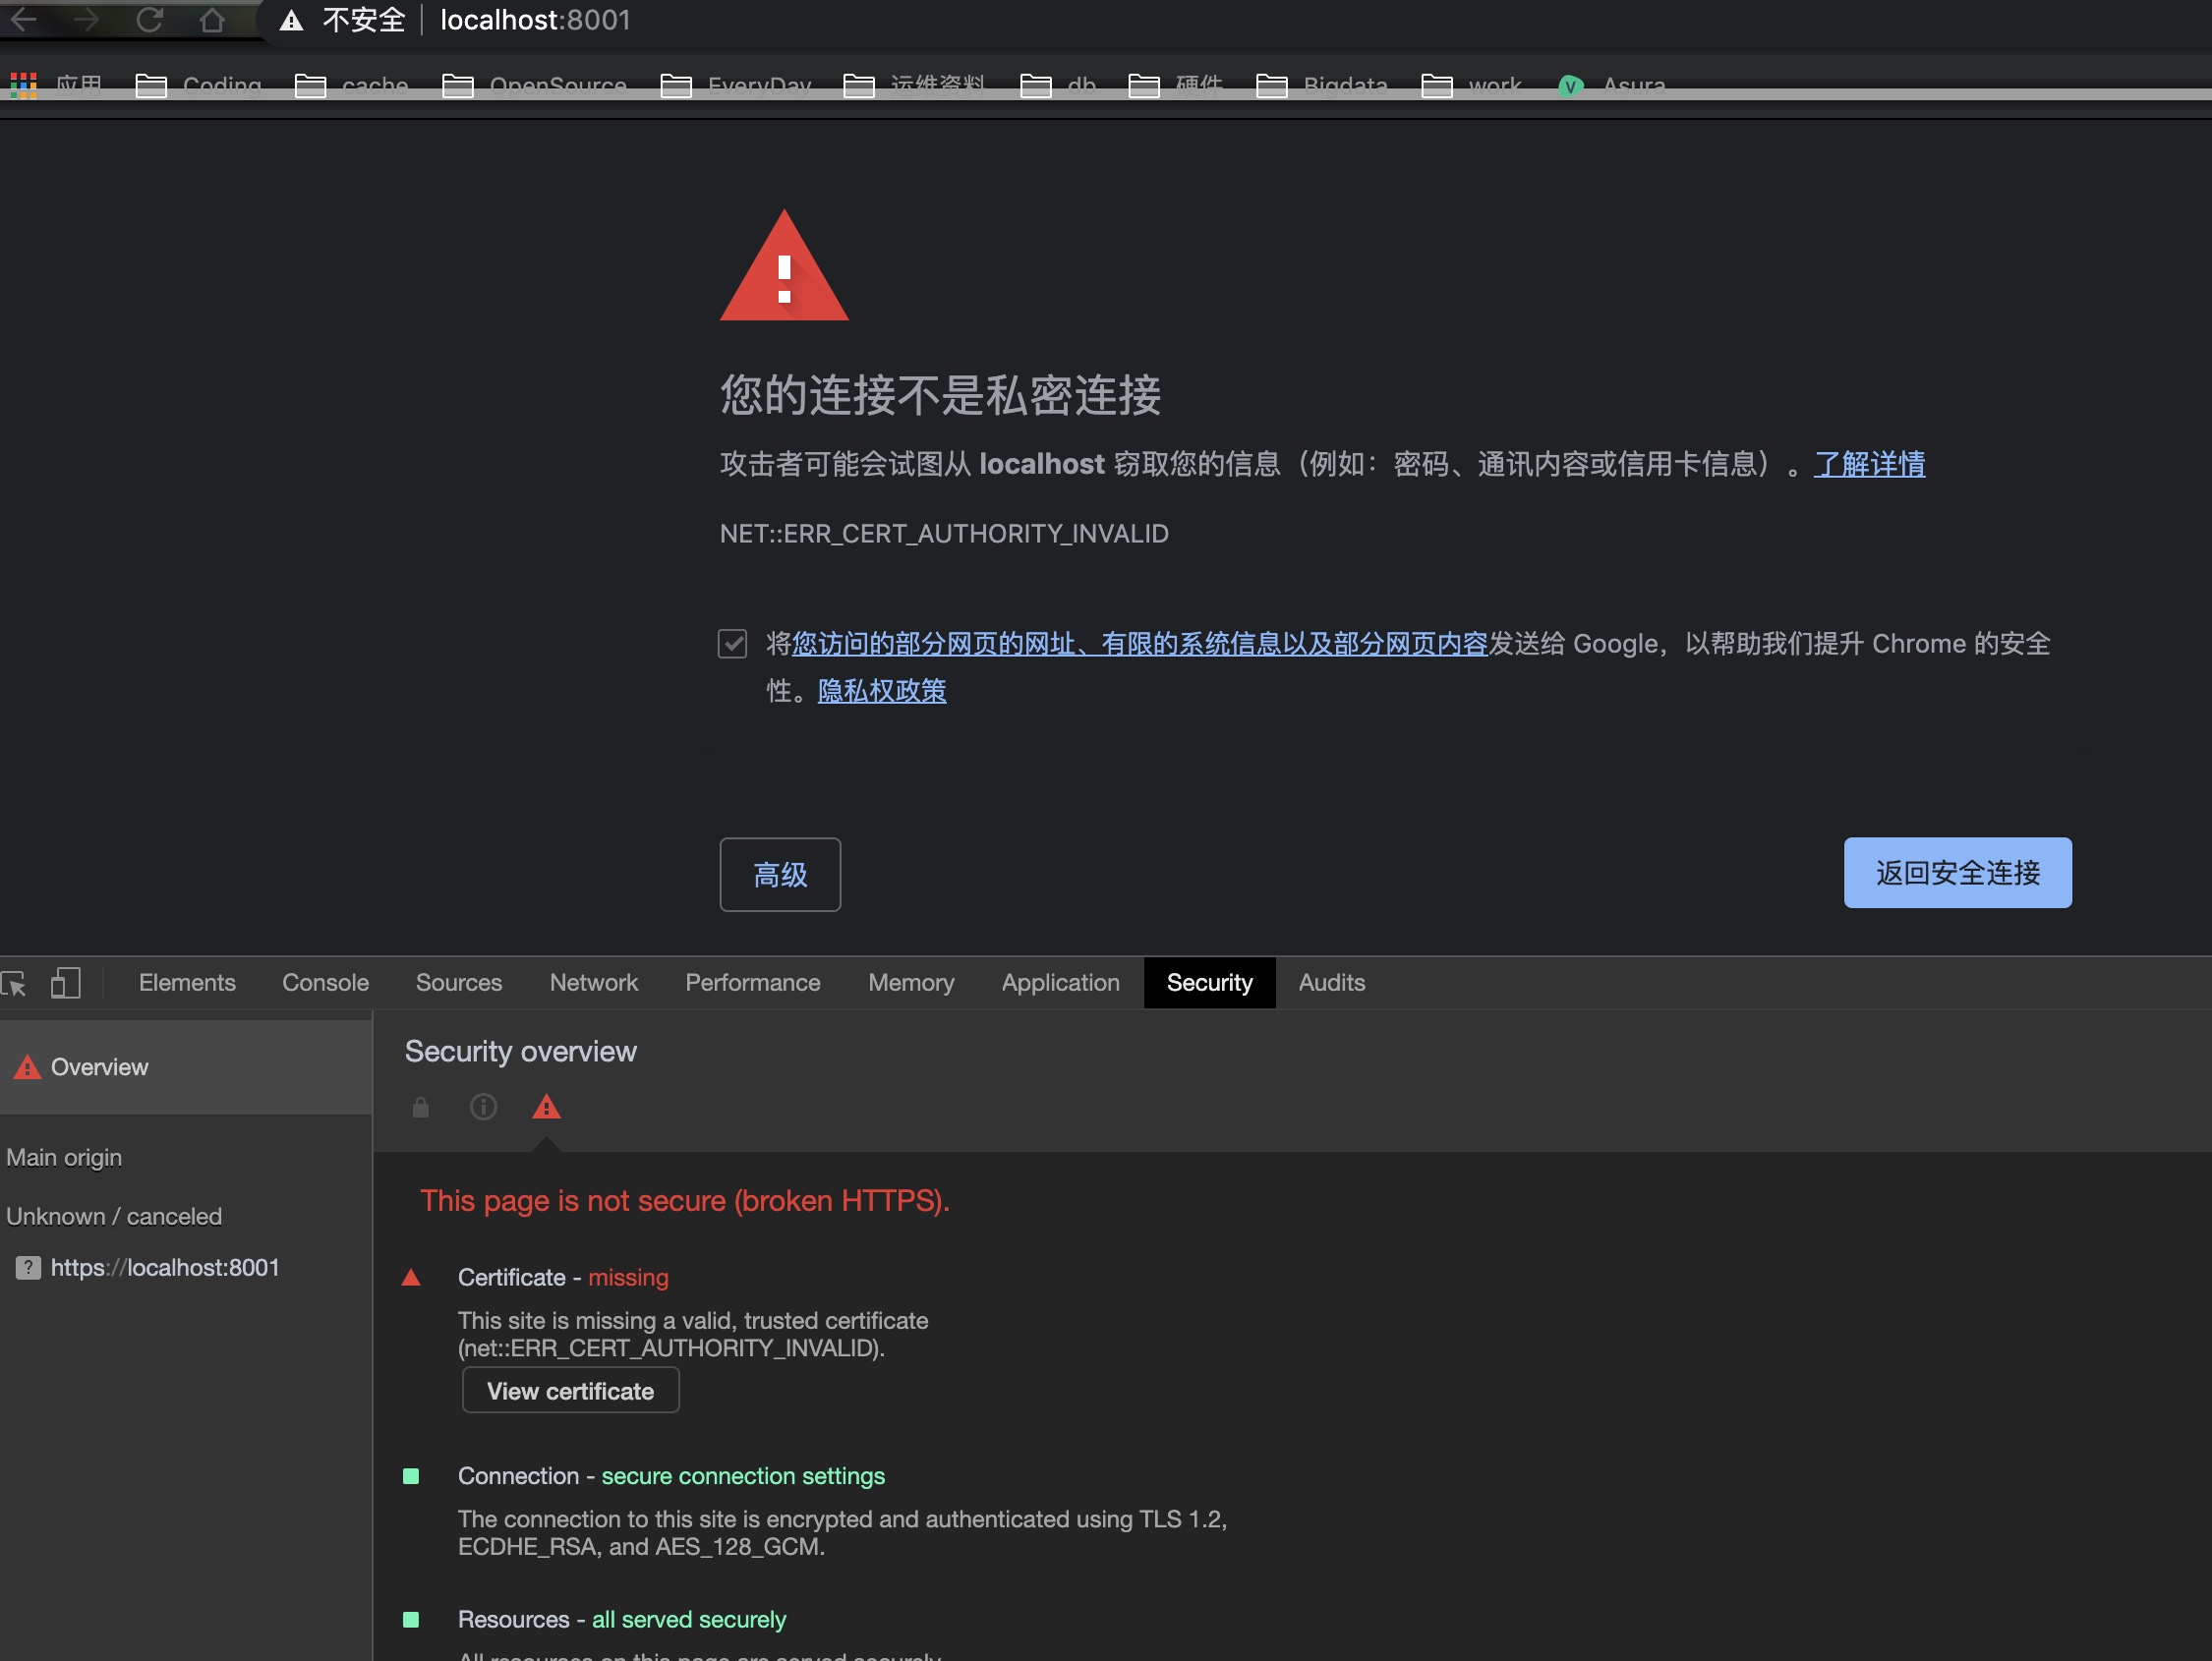 不安全 | localhost:8001
应用 Coding cache OpenSource EveryDay 运维资料 db 硬件 Bigdata work Asura
您的连接不是私密连接
攻击者可能会试图从 localhost 窃取您的信息（例如：密码、通讯内容或信用卡信息）。了解详情
NET::ERR_CERT_AUTHORITY_INVALID
将您访问的部分网页的网址、有限的系统信息以及部分网页内容发送给 Google，以帮助我们提升 Chrome 的安全
性。隐私权政策
高级
返回安全连接
Elements Console Sources Network Performance Memory Application Security Audits
Overview
Main origin
Unknown / canceled
https://localhost:8001
Security overview
This page is not secure (broken HTTPS).
Certificate - missing
This site is missing a valid, trusted certificate
(net::ERR_CERT_AUTHORITY_INVALID).
View certificate
Connection - secure connection settings
The connection to this site is encrypted and authenticated using TLS 1.2,
ECDHE_RSA, and AES_128_GCM.
Resources - all served securely
All resources on this page are served securely.